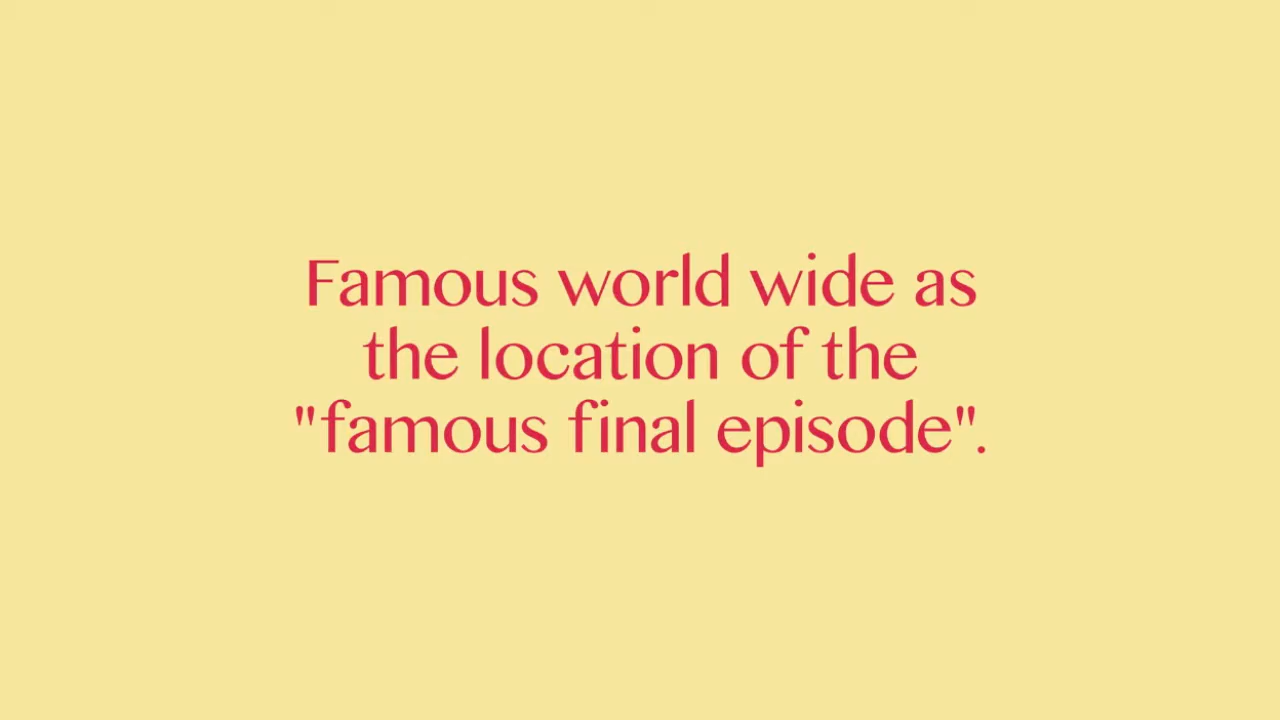 Famous world wide as
the location of the
"famous final episode".